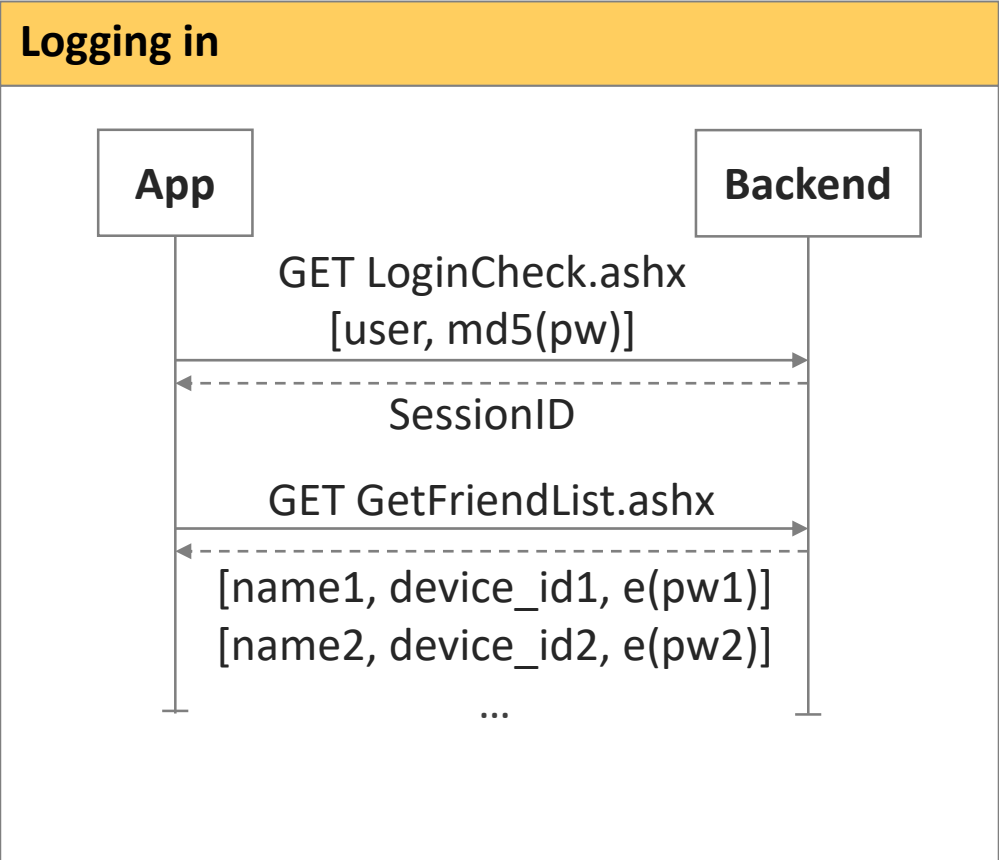 Logging in
App
Backend
GET LoginCheck.ashx
[user, md5(pw)]
SessionID
GET GetFriendList.ashx
[name1, device_id1, e(pw1)]
[name2, device_id2, e(pw2)]
...